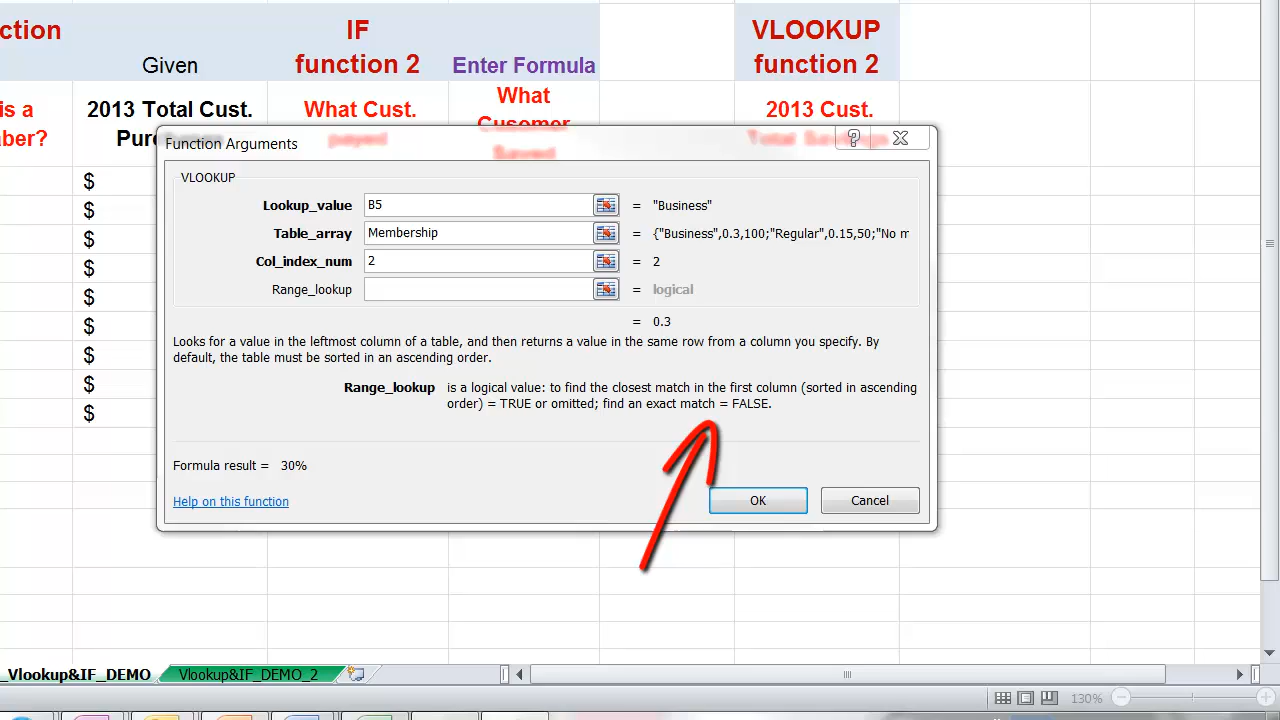 ction
IF
VLOOKUP
function 2
function 2
Given
Enter Formula
is a
2013 Total Cust.
What Cust.
What
2013 Cust.
ber?
payed
Cusomer
Saved
Total Savings
Function Arguments
VLOOKUP
Lookup_value B5 = "Business"
Table_array Membership = {"Business",0.3,100;"Regular",0.15,50;"No m
Col_index_num 2 = 2
Range_lookup = logical
= 0.3
Looks for a value in the leftmost column of a table, and then returns a value in the same row from a column you specify. By
default, the table must be sorted in an ascending order.
Range_lookup is a logical value: to find the closest match in the first column (sorted in ascending
order) = TRUE or omitted; find an exact match = FALSE.
Formula result = 30%
Help on this function
OK
Cancel
$
$
$
$
$
$
$
$
$
_Vlookup&IF_DEMO
Vlookup&IF_DEMO_2
130%